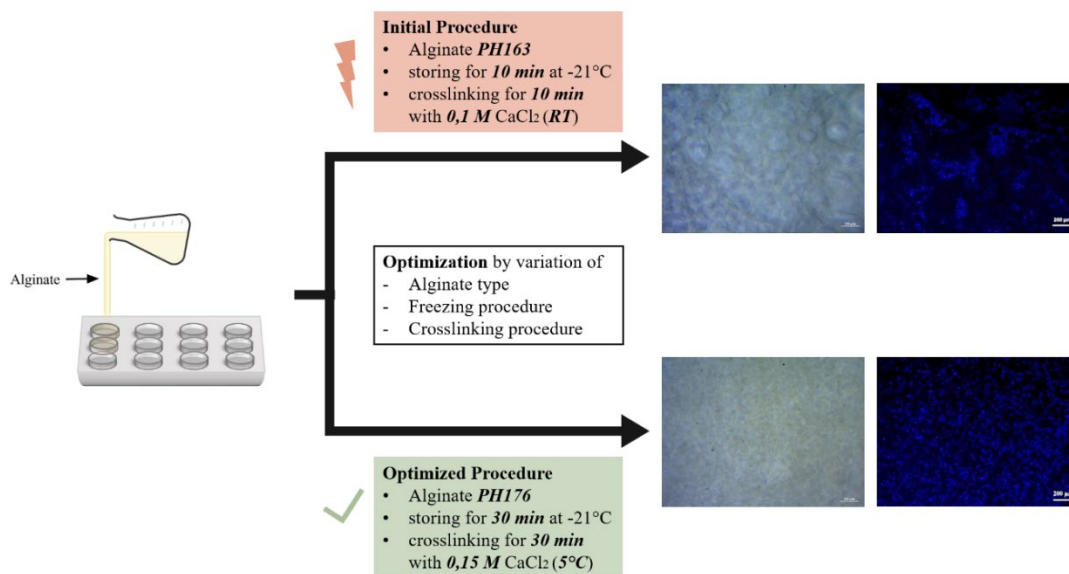 Initial Procedure
• Alginate PH163
• storing for 10 min at -21°C
• crosslinking for 10 min
with 0,1 M CaCl₂ (RT)
Alginate
Optimization by variation of
- Alginate type
- Freezing procedure
- Crosslinking procedure
Optimized Procedure
• Alginate PH176
• storing for 30 min at -21°C
• crosslinking for 30 min
with 0,15 M CaCl₂ (5°C)
200 µm
200 µm